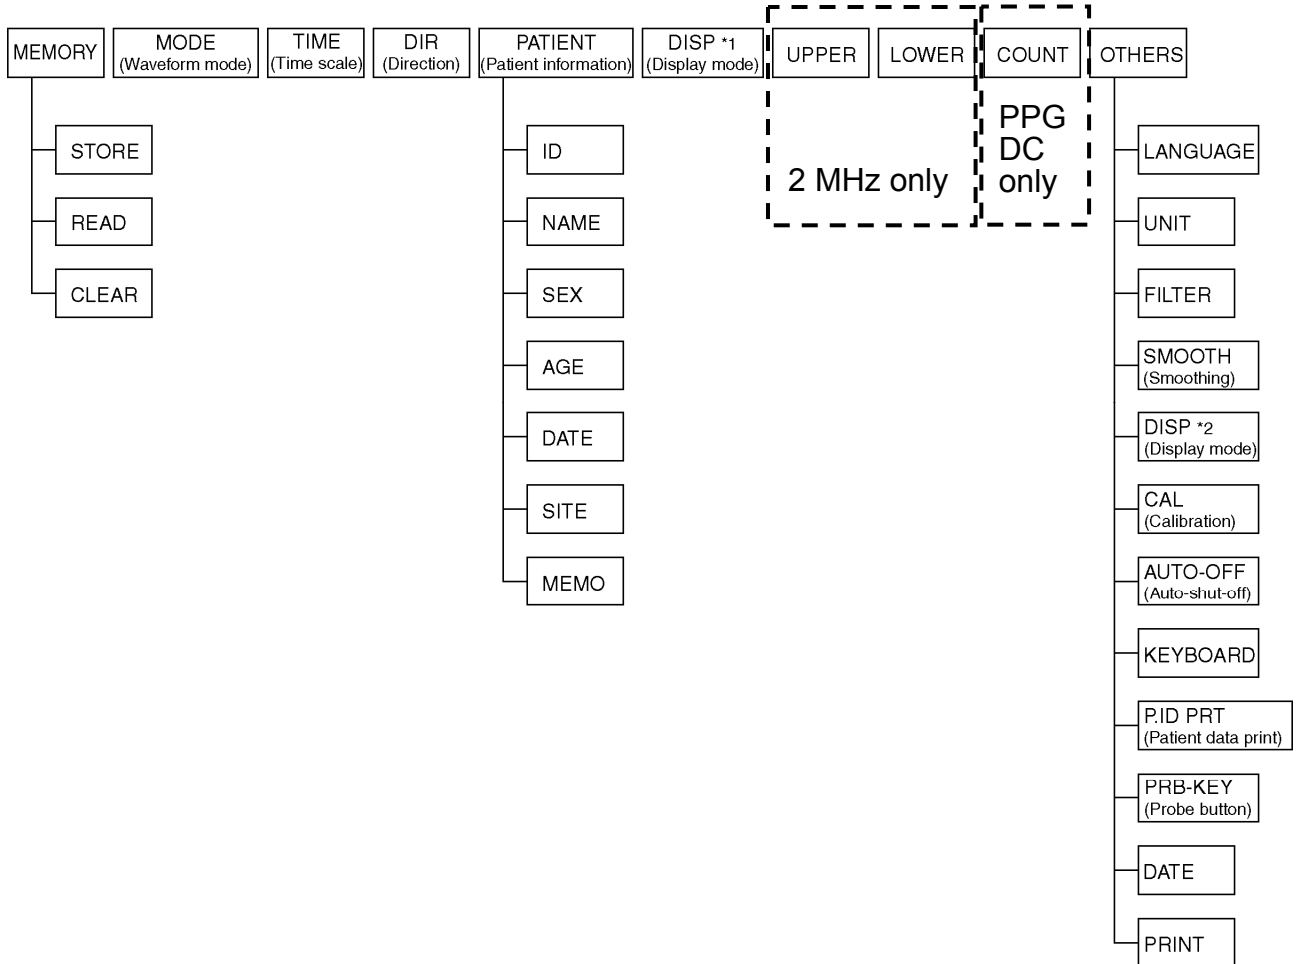 MEMORY
MODE
(Waveform mode)
TIME
(Time scale)
DIR
(Direction)
PATIENT
(Patient information)
DISP *1
(Display mode)
UPPER
LOWER
COUNT
OTHERS
2 MHz only
PPG
DC
only
STORE
READ
CLEAR
ID
NAME
SEX
AGE
DATE
SITE
MEMO
LANGUAGE
UNIT
FILTER
SMOOTH
(Smoothing)
DISP *2
(Display mode)
CAL
(Calibration)
AUTO-OFF
(Auto-shut-off)
KEYBOARD
P.ID PRT
(Patient data print)
PRB-KEY
(Probe button)
DATE
PRINT